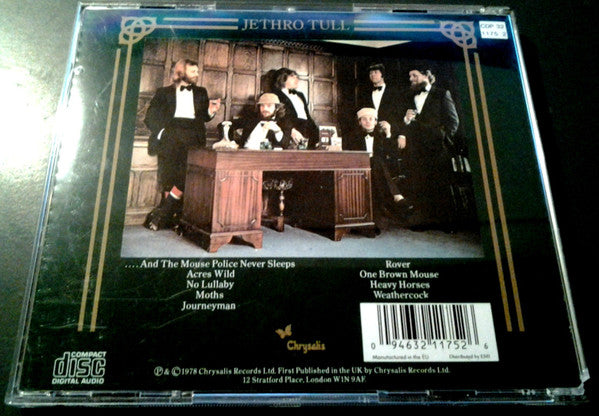 JETHRO TULL
CDP 32
1175 2
....And The Mouse Police Never Sleeps
Acres Wild
No Lullaby
Moths
Journeyman
Rover
One Brown Mouse
Heavy Horses
Weathercock
Chrysalis
0 94632 11752 6
Manufactured in the EU
Distributed by EMI
COMPACT
disc
DIGITAL AUDIO
℗ & © 1978 Chrysalis Records Ltd. First Published in the UK by Chrysalis Records Ltd.
12 Stratford Place, London W1N 9AF.